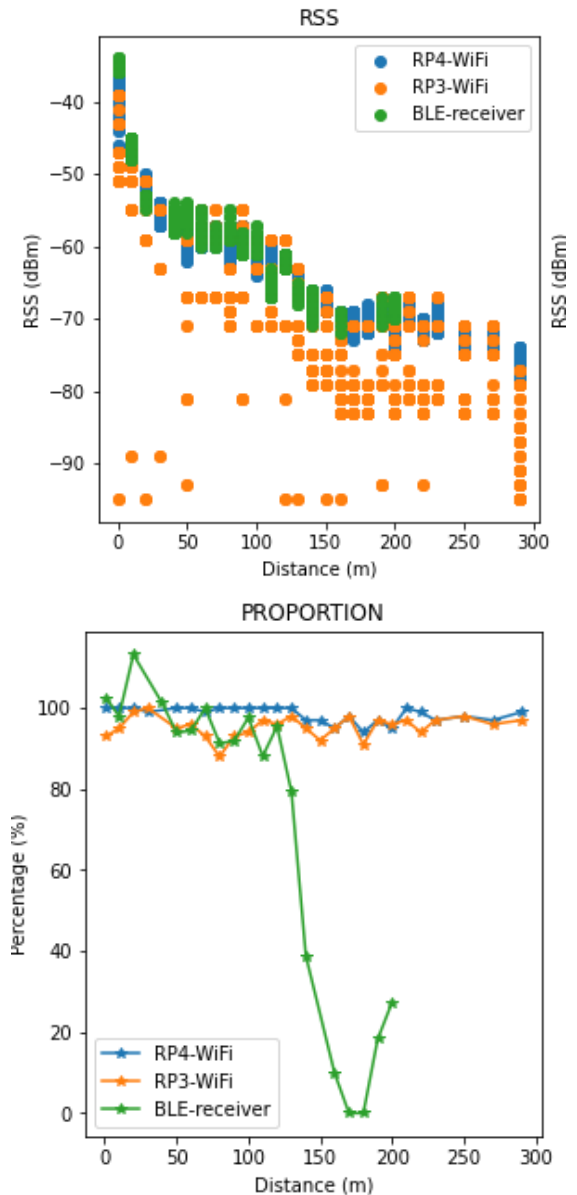 RSS
RP4-WiFi
RP3-WiFi
BLE-receiver
−40
−50
−60
−70
−80
−90
RSS (dBm)
RSS (dBm)
0 50 100 150 200 250 300
Distance (m)
PROPORTION
100
80
60
40
20
0
Percentage (%)
RP4-WiFi
RP3-WiFi
BLE-receiver
0 50 100 150 200 250 300
Distance (m)